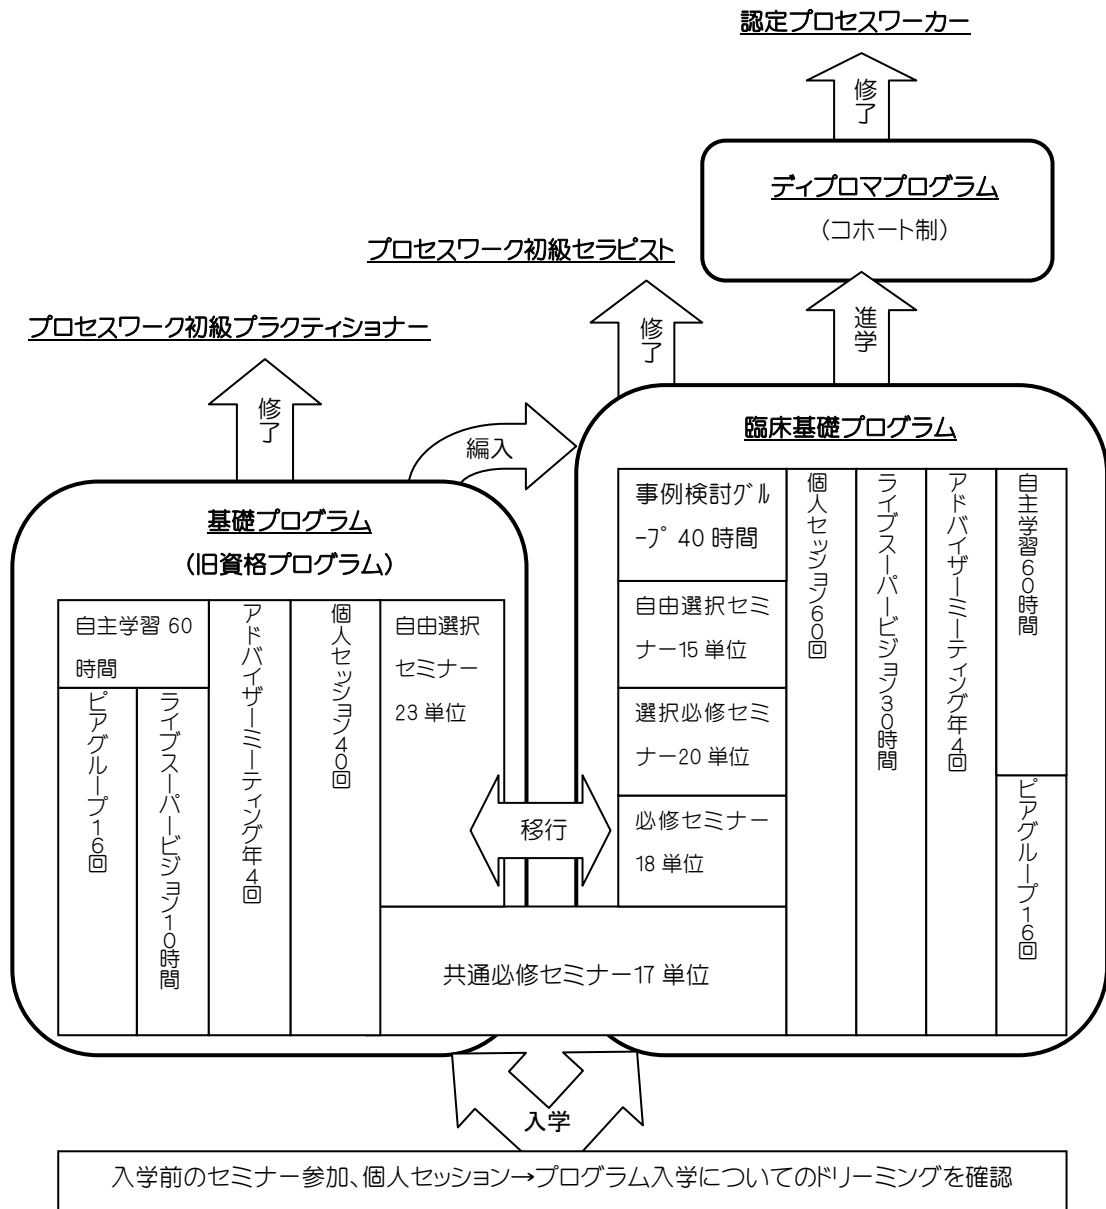 認定プロセスワーカー
修了
ディプロマプログラム
(コホート制)
進学
プロセスワーク初級セラピスト
修了
プロセスワーク初級プラクティショナー
修了
編入
基礎プログラム
(旧資格プログラム)
自主学習 60
時間
ピアグループ16回
ライブスーパービジョン10時間
アドバイザーミーティング年4回
個人セッション40回
自由選択
セミナー
23 単位
移行
臨床基礎プログラム
事例検討グル
ープ 40 時間
自由選択セミ
ナー15 単位
選択必修セミ
ナー20 単位
必修セミナー
18 単位
個人セッション60回
ライブスーパービジョン30時間
アドバイザーミーティング年4回
自主学習60時間
ピアグループ16回
共通必修セミナー17 単位
入学
入学前のセミナー参加、個人セッション→プログラム入学についてのドリーミングを確認